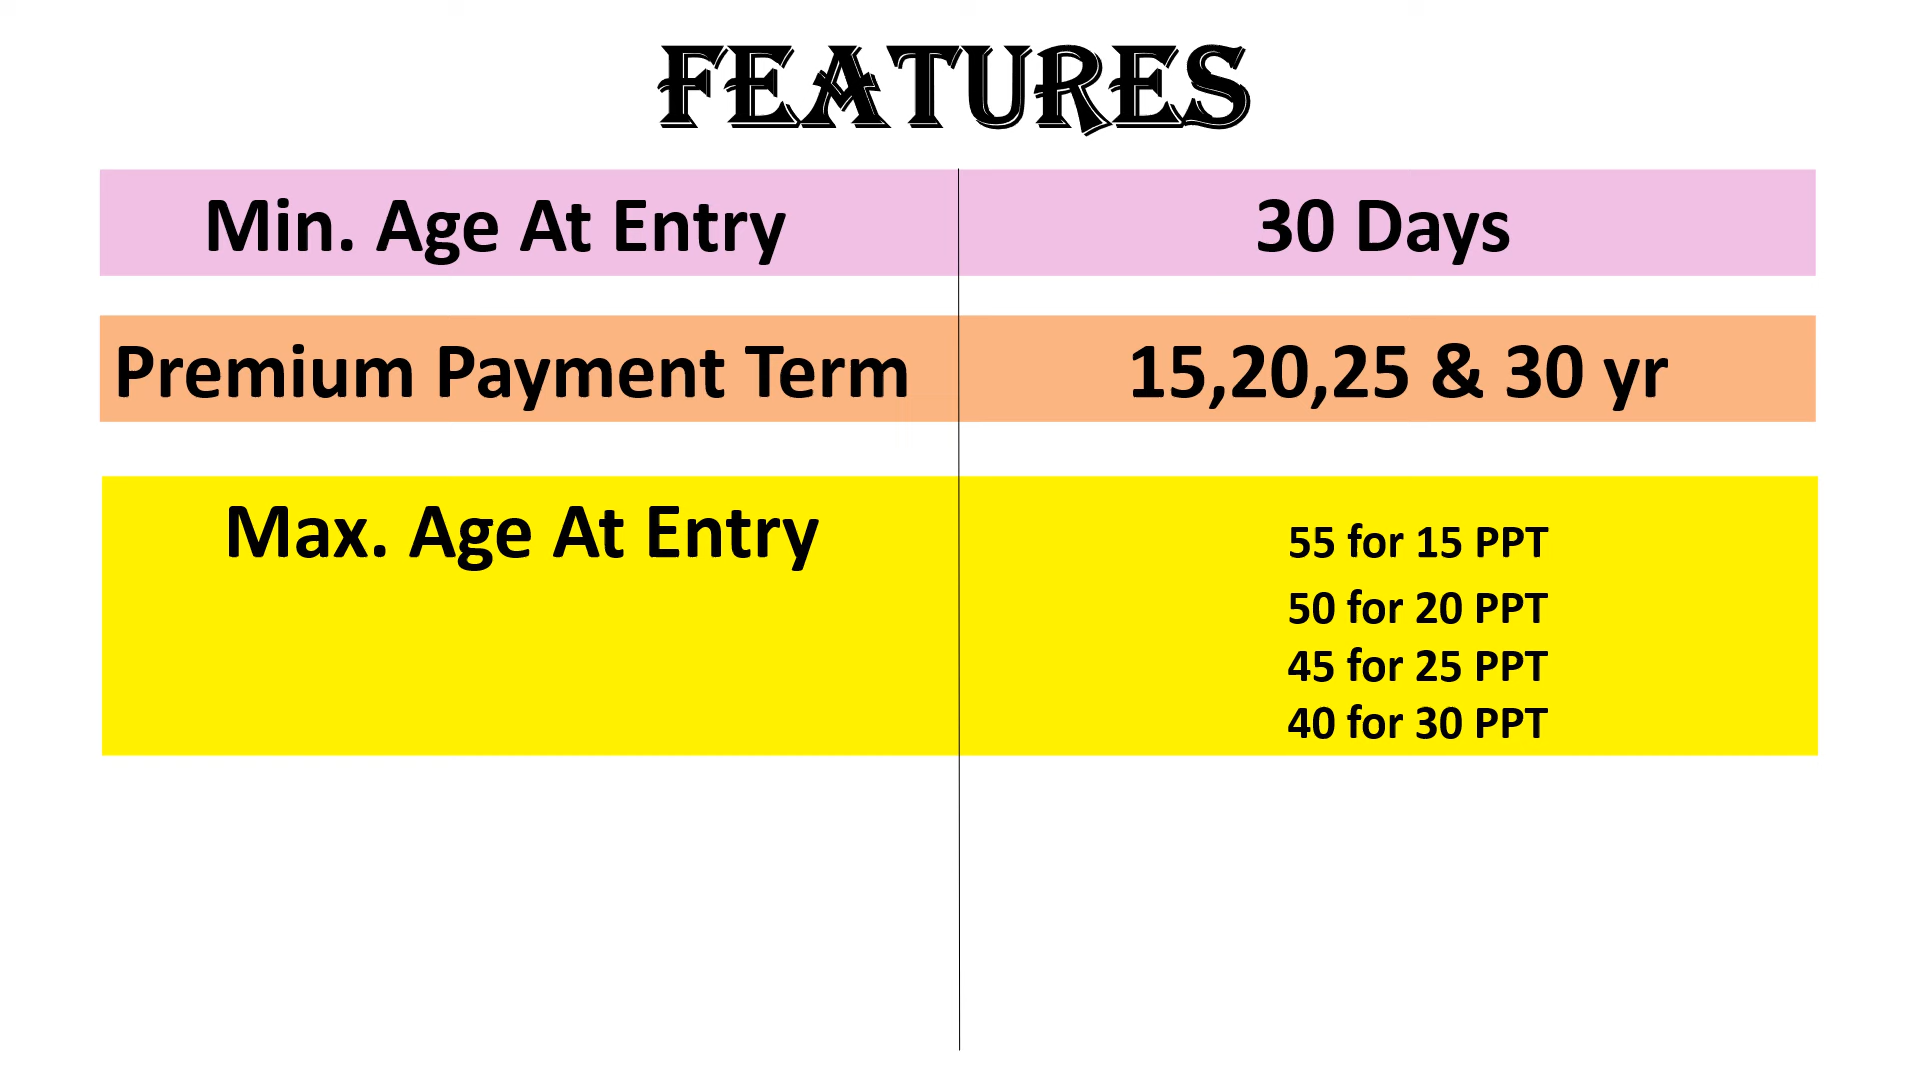 FEATURES
Min. Age At Entry 30 Days
Premium Payment Term 15,20,25 & 30 yr
Max. Age At Entry 55 for 15 PPT
50 for 20 PPT
45 for 25 PPT
40 for 30 PPT